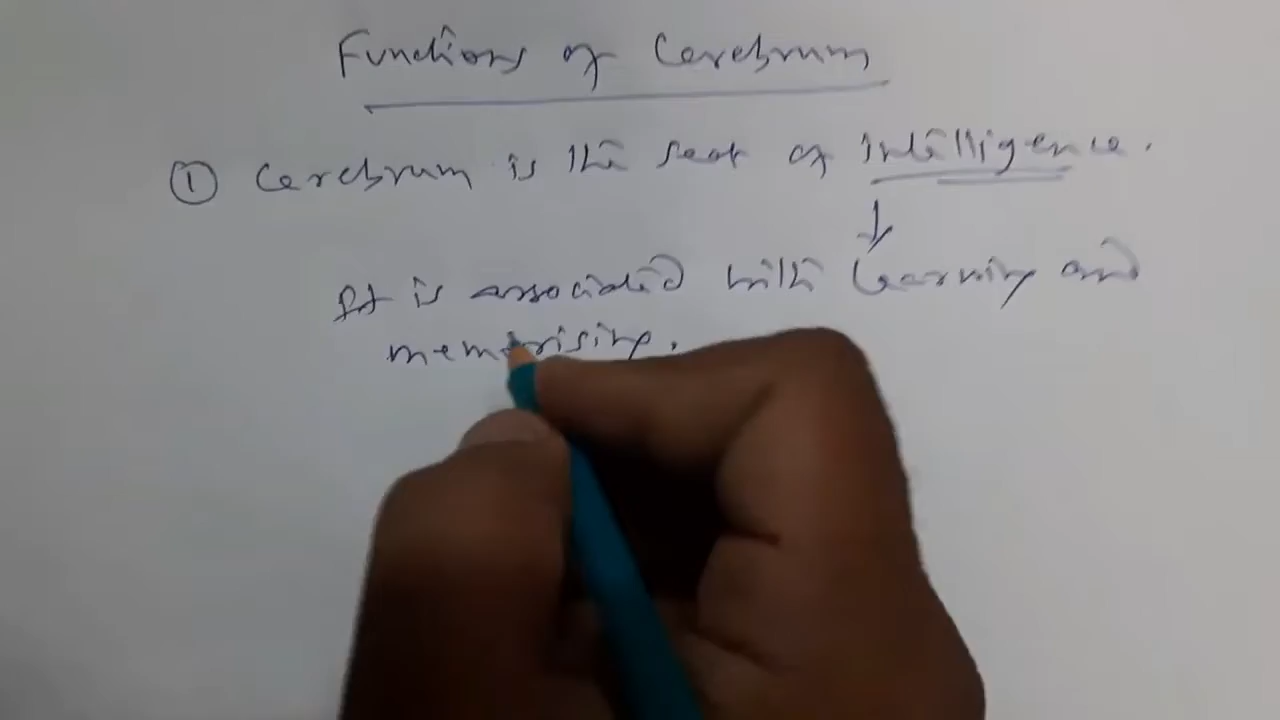 Functions of Cerebrum
① Cerebrum is the seat of intelligence.
It is associated with learning and
memorising.